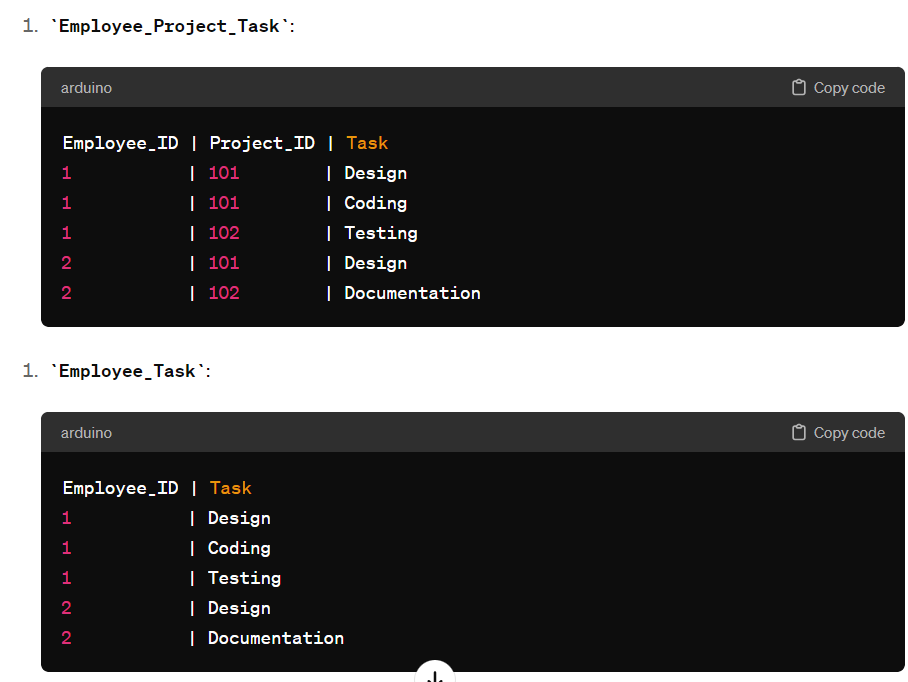 1. `Employee_Project_Task`:
arduino Copy code
Employee_ID | Project_ID | Task
1 | 101 | Design
1 | 101 | Coding
1 | 102 | Testing
2 | 101 | Design
2 | 102 | Documentation
1. `Employee_Task`:
arduino Copy code
Employee_ID | Task
1 | Design
1 | Coding
1 | Testing
2 | Design
2 | Documentation